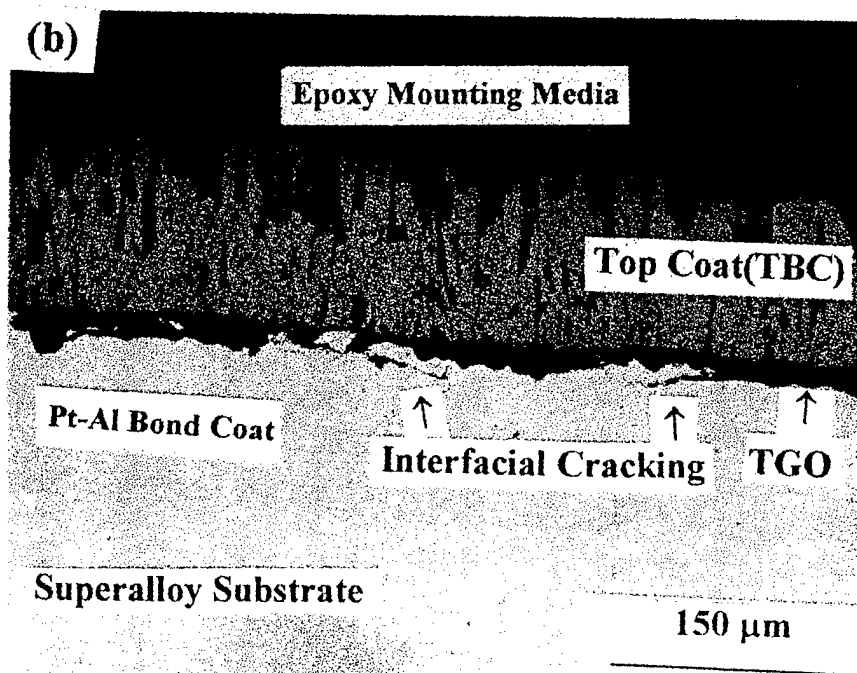 (b)
Epoxy Mounting Media
Top Coat(TBC)
Pt-Al Bond Coat
Interfacial Cracking
TGO
Superalloy Substrate
150 μm